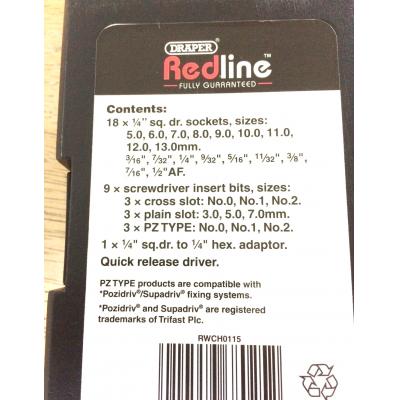 DRAPER
Redline™
FULLY GUARANTEED
Contents:
18 × ¼" sq. dr. sockets, sizes:
5.0, 6.0, 7.0, 8.0, 9.0, 10.0, 11.0,
12.0, 13.0mm.
3/16", 7/32", ¼", 9/32", 5/16", 11/32", 3/8",
7/16", ½"AF.
9 × screwdriver insert bits, sizes:
3 × cross slot: No.0, No.1, No.2.
3 × plain slot: 3.0, 5.0, 7.0mm.
3 × PZ TYPE: No.0, No.1, No.2.
1 × ¼" sq.dr. to ¼" hex. adaptor.
Quick release driver.
PZ TYPE products are compatible with
*Pozidriv®/Supadriv® fixing systems.
*Pozidriv® and Supadriv® are registered
trademarks of Trifast Plc.
RWCH0115